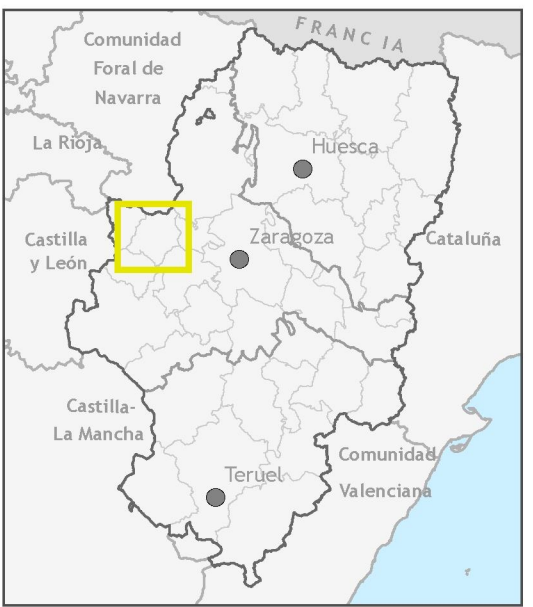 FRANCIA
Comunidad
Foral de
Navarra
La Rioja
Huesca
Castilla
y León
Zaragoza
Cataluña
Castilla-
La Mancha
Comunidad
Valenciana
Teruel